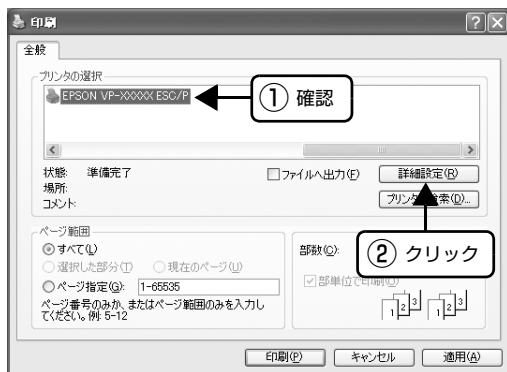 印刷
全般
プリンタの選択
EPSON VP-XXXXX ESC/P
① 確認
状態: 準備完了
場所:
コメント:
ファイルへ出力(F)
詳細設定(R)
プリンタの検索(D)...
ページ範囲
すべて(L)
選択した部分(T)
現在のページ(U)
ページ指定(G): 1-65535
ページ番号のみか、またはページ範囲のみを入力し
てください。例: 5-12
部数(C):
② クリック
部単位で印刷(O)
1 2 3
1 2 3
印刷(P)
キャンセル
適用(A)